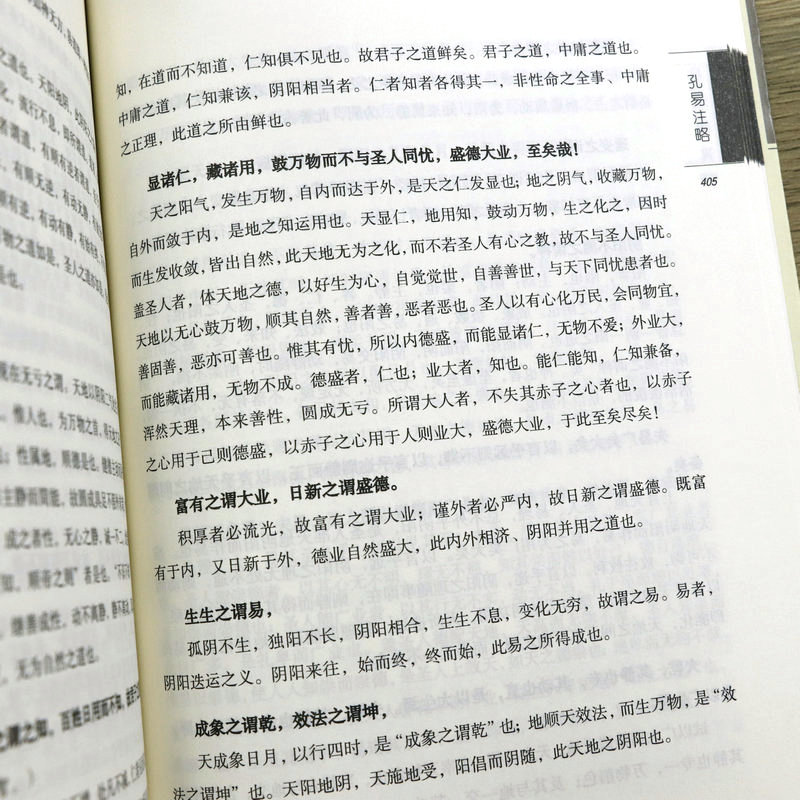 知，在道而不知道，仁知俱不见也。故君子之道鲜矣。君子之道，中庸之道也。
中庸之道，仁知兼该，阴阳相当者。仁者知者各得其一，非性命之全事、中庸
之正理，此道之所由鲜也。
显诸仁，藏诸用，鼓万物而不与圣人同忧，盛德大业，至矣哉！
天之阳气，发生万物，自内而达于外，是天之仁发显也；地之阴气，收藏万物，
自外而敛于内，是地之知运用也。天显仁，地用知，鼓动万物，生之化之，因时
而生发收敛，皆出自然，此天地无为之化，而不若圣人有心之教，故不与圣人同忧。
盖圣人者，体天地之德，以好生为心，自觉觉世，自善善世，与天下同忧患者也。
天地以无心鼓万物，顺其自然，善者善，恶者恶也。圣人以有心化万民，会同物宜，
善固善，恶亦可善也。惟其有忧，所以内德盛，而能显诸仁，无物不爱；外业大，
而能藏诸用，无物不成。德盛者，仁也；业大者，知也。能仁能知，仁知兼备，
浑然天理，本来善性，圆成无亏。所谓大人者，不失其赤子之心者也，以赤子
之心用于己则德盛，以赤子之心用于人则业大，盛德大业，于此至矣尽矣！
富有之谓大业，日新之谓盛德。
积厚者必流光，故富有之谓大业；谨外者必严内，故日新之谓盛德。既富
有于内，又日新于外，德业自然盛大，此内外相济、阴阳并用之道也。
生生之谓易，
孤阴不生，独阳不长，阴阳相合，生生不息，变化无穷，故谓之易。易者，
阴阳迭运之义。阴阳来往，始而终，终而始，此易之所得成也。
成象之谓乾，效法之谓坤，
天成象日月，以行四时，是“成象之谓乾”也；地顺天效法，而生万物，是“效
法之谓坤”也。天阳地阴，天施地受，阳倡而阴随，此天地之阴阳也。
孔易注略
405